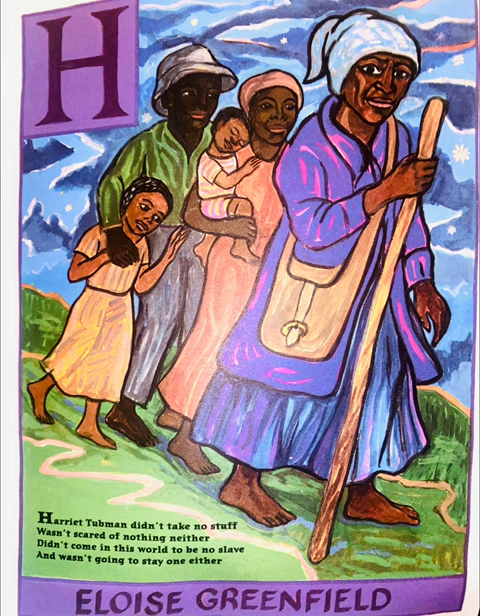 H
Harriet Tubman didn't take no stuff
Wasn't scared of nothing neither
Didn't come in this world to be no slave
And wasn't going to stay one either
ELOISE GREENFIELD